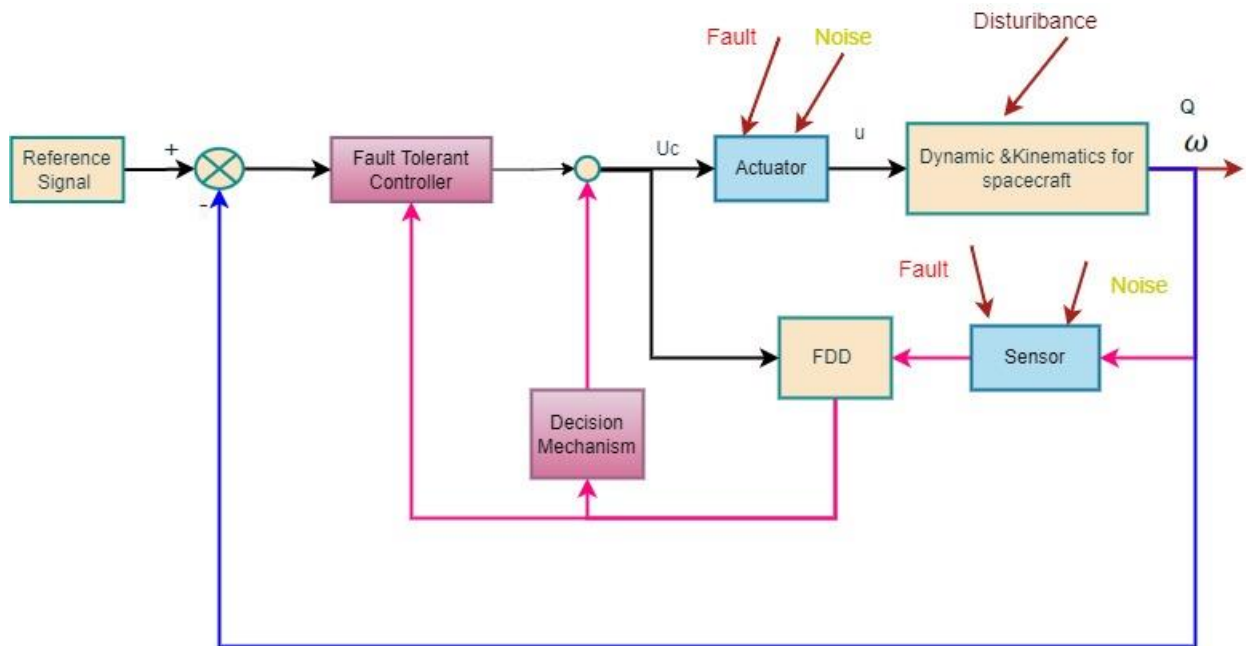 Disturibance
Fault
Noise
Q
ω
Reference
Signal
+
-
Fault Tolerant
Controller
Uc
Actuator
u
Dynamic &Kinematics for
spacecraft
Fault
Noise
FDD
Sensor
Decision
Mechanism